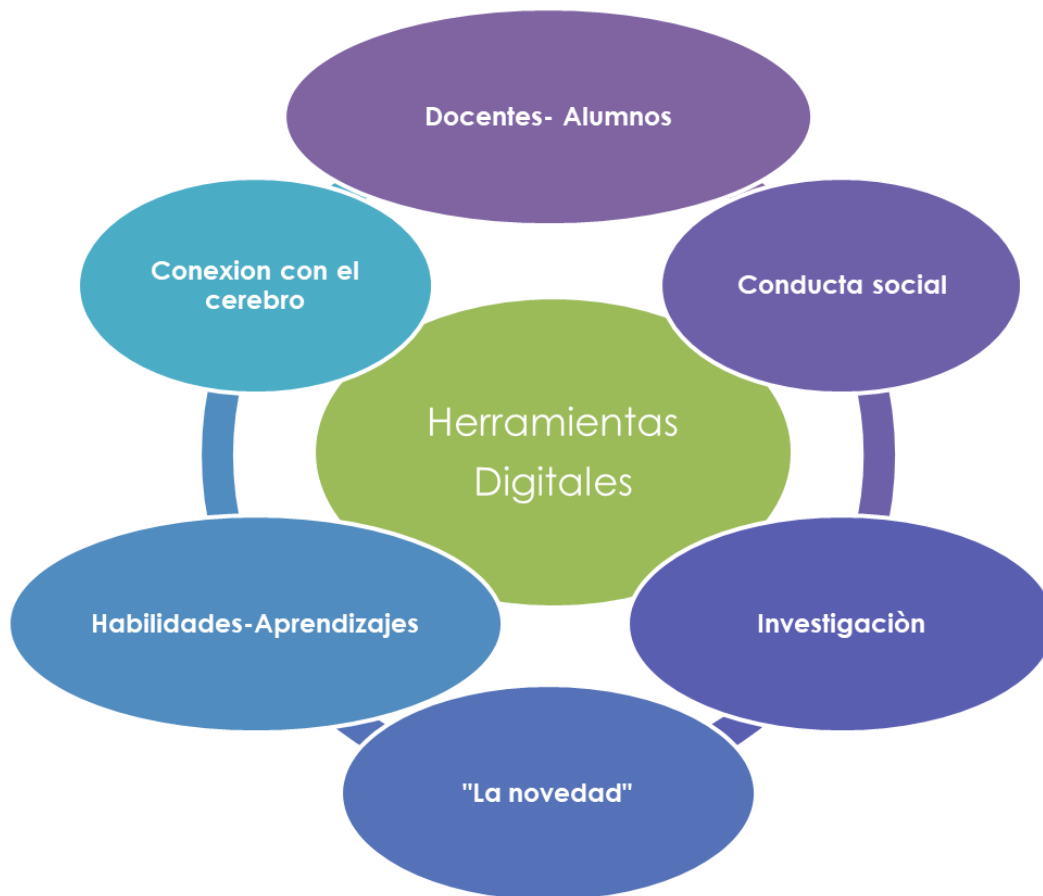 Docentes- Alumnos
Conexion con el
cerebro
Conducta social
Herramientas
Digitales
Habilidades-Aprendizajes
Investigaciòn
"La novedad"